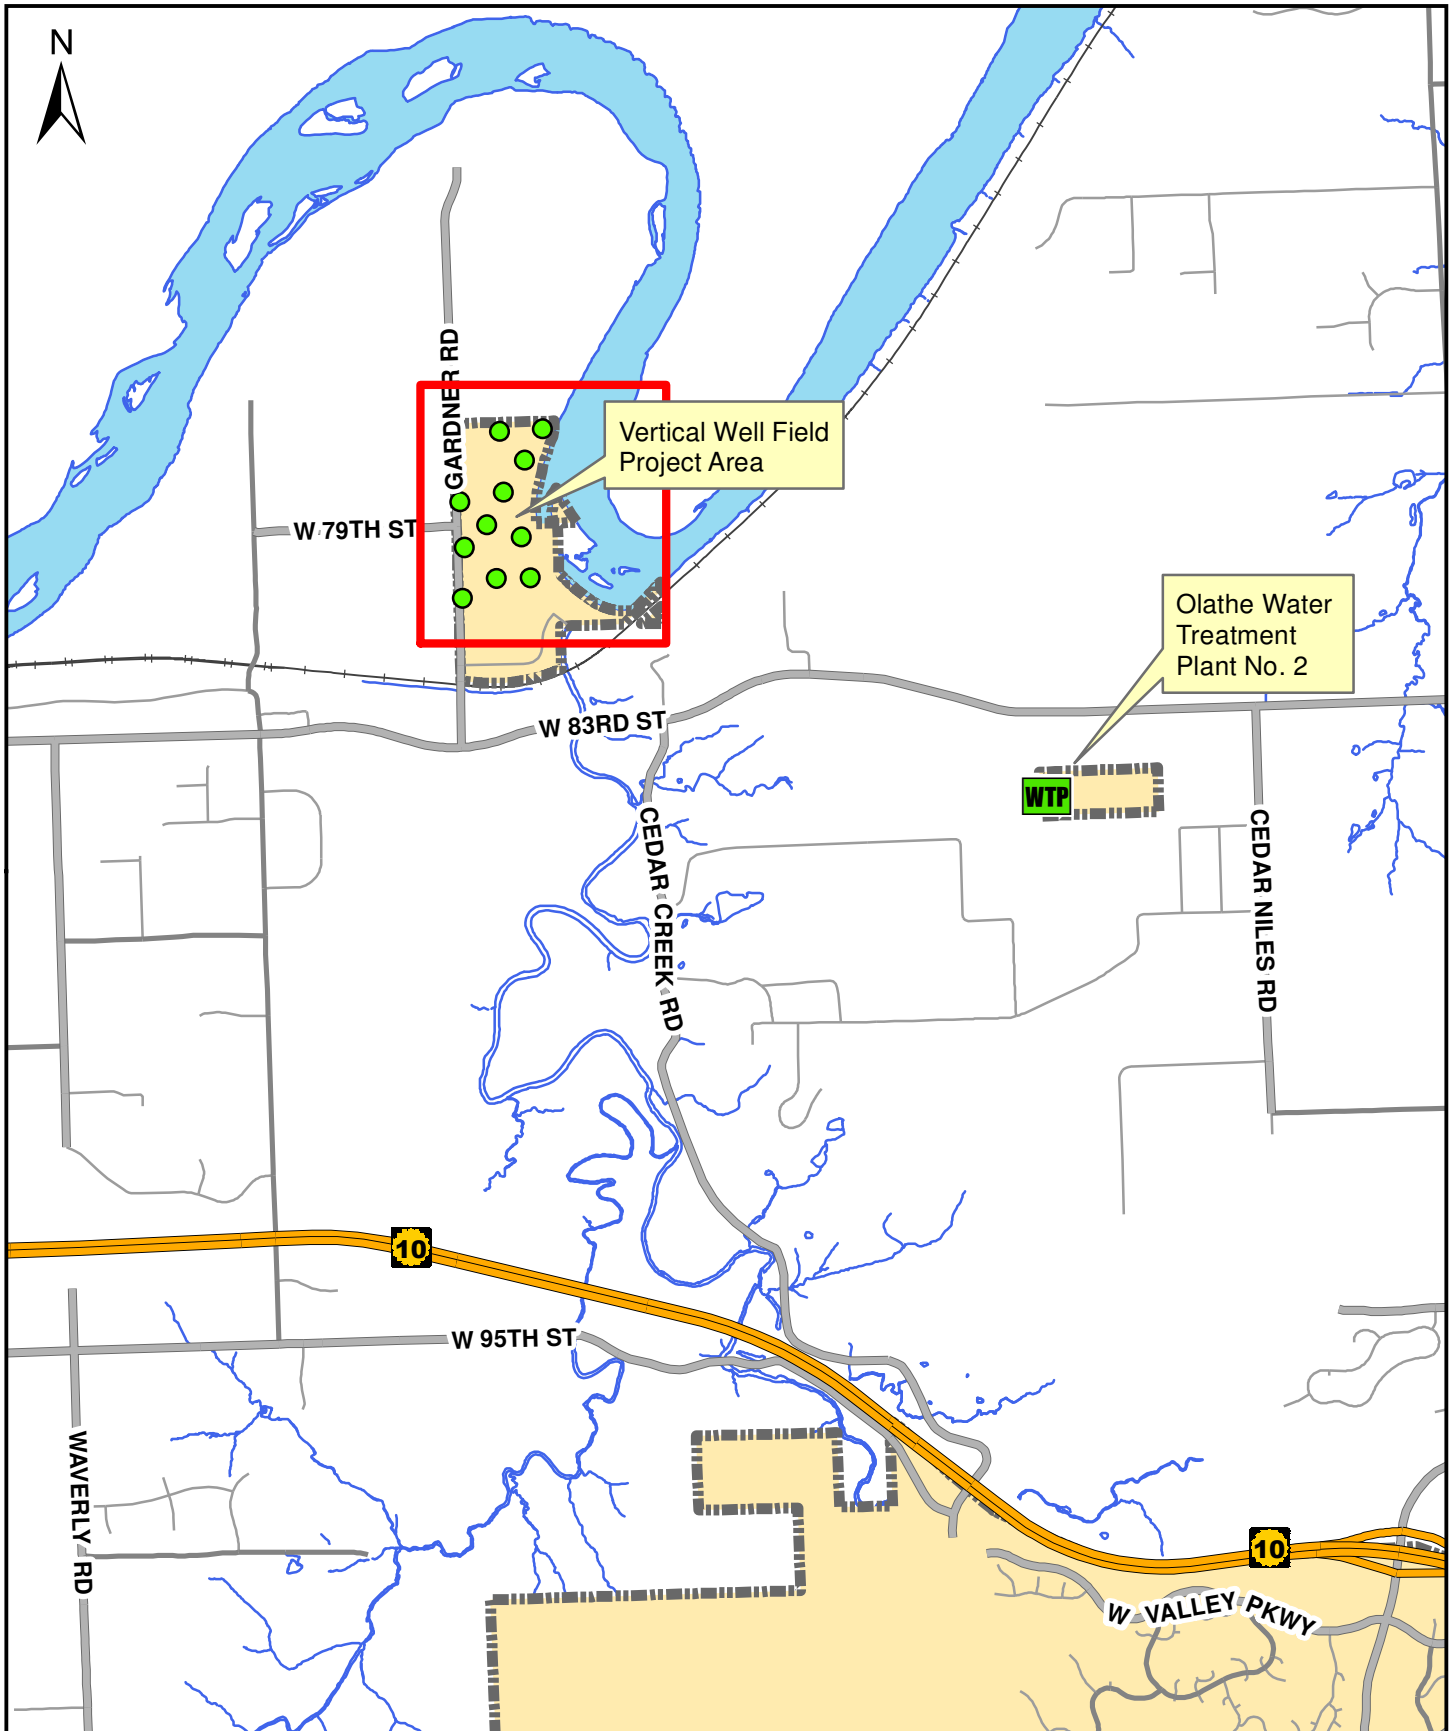 N
GARDNER RD
Vertical Well Field
Project Area
W 79TH ST
Olathe Water
Treatment
Plant No. 2
W 83RD ST
WTP
CEDAR CREEK RD
CEDAR NILES RD
10
W 95TH ST
WAVERLY RD
10
W VALLEY PKWY